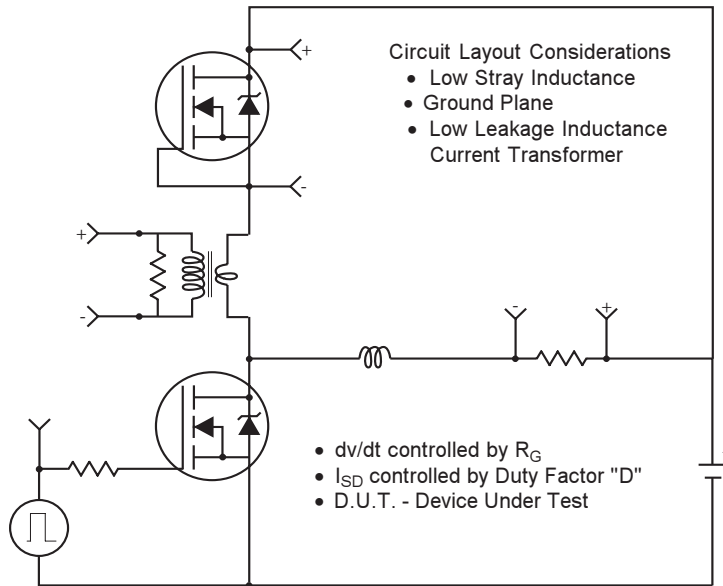 +
Circuit Layout Considerations
• Low Stray Inductance
• Ground Plane
• Low Leakage Inductance
Current Transformer
-
+
-
-
+
• dv/dt controlled by RG
• ISD controlled by Duty Factor "D"
• D.U.T. - Device Under Test